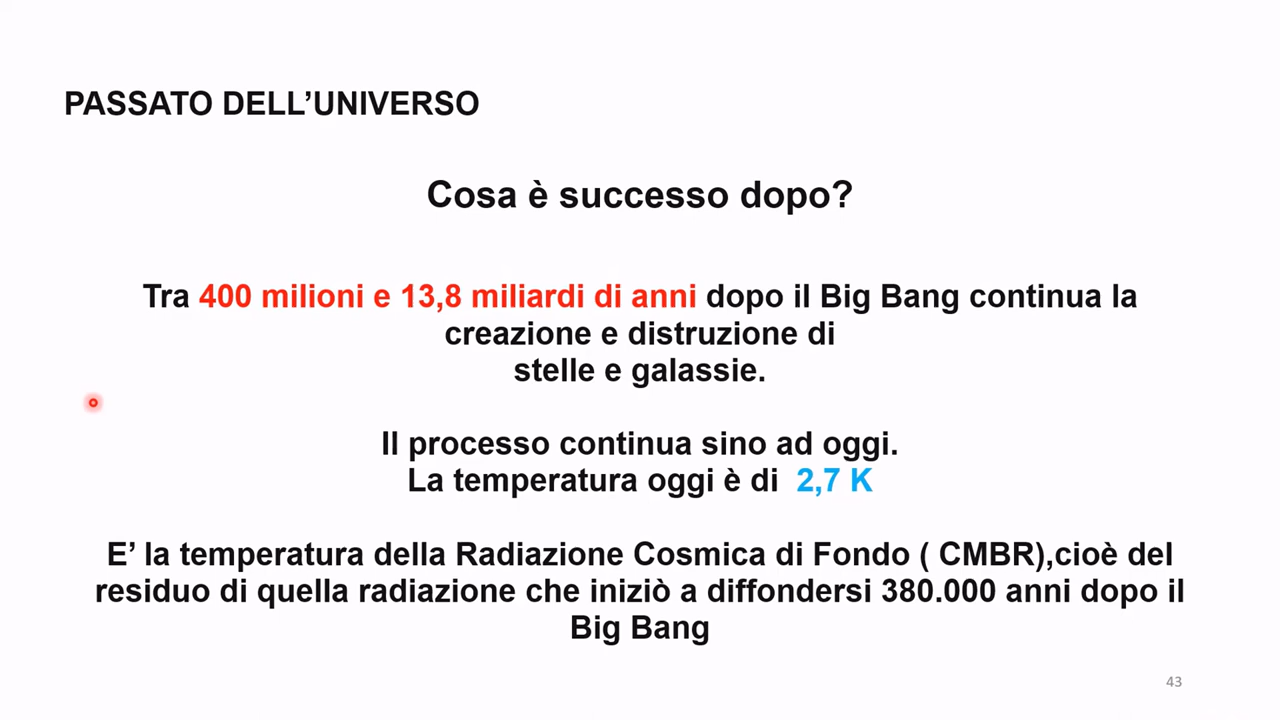 PASSATO DELL’UNIVERSO
Cosa è successo dopo?
Tra 400 milioni e 13,8 miliardi di anni dopo il Big Bang continua la
creazione e distruzione di
stelle e galassie.
Il processo continua sino ad oggi.
La temperatura oggi è di 2,7 K
E’ la temperatura della Radiazione Cosmica di Fondo ( CMBR),cioè del
residuo di quella radiazione che iniziò a diffondersi 380.000 anni dopo il
Big Bang
43